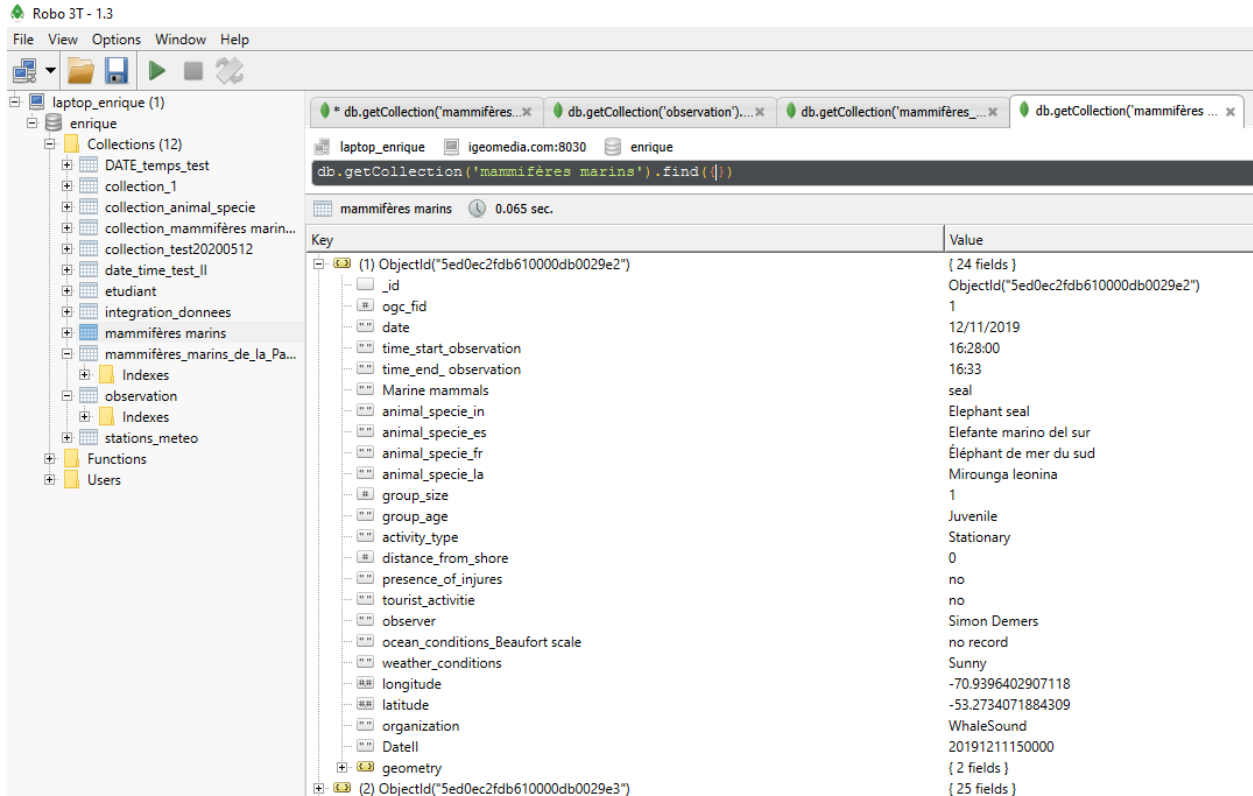 Robo 3T - 1.3
File View Options Window Help
laptop_enrique (1)
enrique
Collections (12)
DATE_temps_test
collection_1
collection_animal_specie
collection_mammifères marin...
collection_test20200512
date_time_test_II
etudiant
integration_donnees
mammifères marins
mammifères_marins_de_la_Pa...
Indexes
observation
Indexes
stations_meteo
Functions
Users
* db.getCollection('mammifères... db.getCollection('observation').... db.getCollection('mammifères_... db.getCollection('mammifères ...
laptop_enrique igeomedia.com:8030 enrique
db.getCollection('mammifères marins').find({})
mammifères marins 0.065 sec.
Key Value
(1) ObjectId("5ed0ec2fdb610000db0029e2") { 24 fields }
_id ObjectId("5ed0ec2fdb610000db0029e2")
ogc_fid 1
date 12/11/2019
time_start_observation 16:28:00
time_end_ observation 16:33
Marine mammals seal
animal_specie_in Elephant seal
animal_specie_es Elefante marino del sur
animal_specie_fr Éléphant de mer du sud
animal_specie_la Mirounga leonina
group_size 1
group_age Juvenile
activity_type Stationary
distance_from_shore 0
presence_of_injures no
tourist_activitie no
observer Simon Demers
ocean_conditions_Beaufort scale no record
weather_conditions Sunny
longitude -70.9396402907118
latitude -53.2734071884309
organization WhaleSound
DateII 20191211150000
geometry { 2 fields }
(2) ObjectId("5ed0ec2fdb610000db0029e3") { 25 fields }